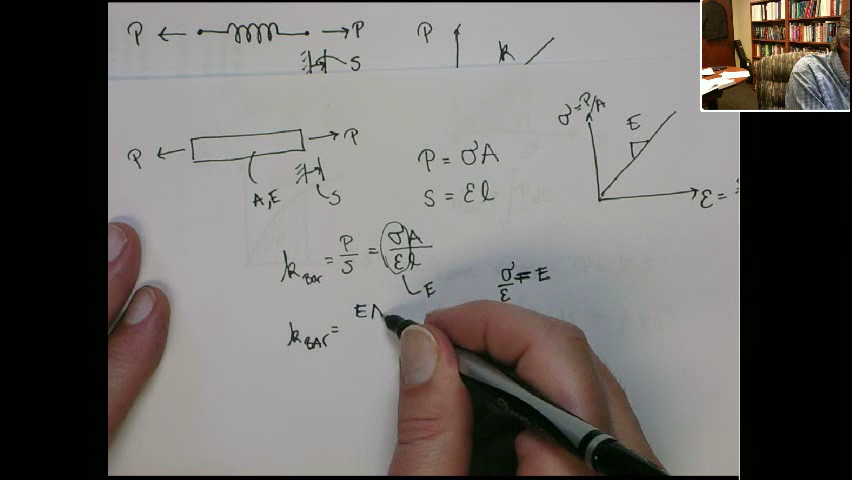 P P P k
δ
σ = P/A
E
P P P = σA
A,E δ δ = εl ε =
k_BAr = P/δ = σA/εl
E σ/ε = E
k_BAr = EA